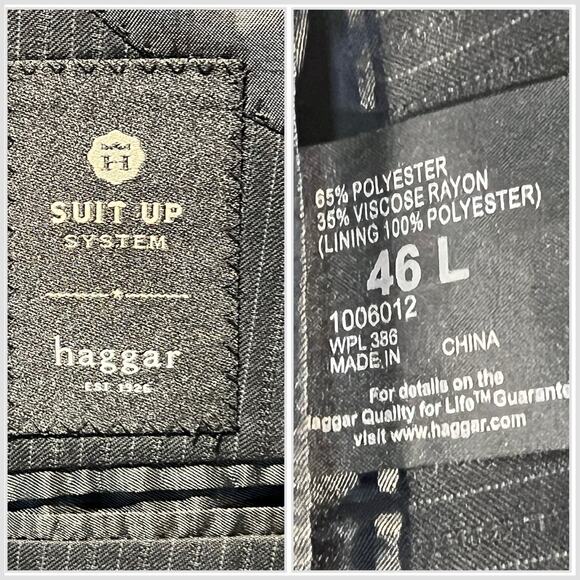 H
SUIT UP
SYSTEM
haggar
EST 1926
65% POLYESTER
35% VISCOSE RAYON
(LINING 100% POLYESTER)
46 L
1006012
WPL 386
MADE IN CHINA
For details on the
Haggar Quality for Life™ Guarante
visit www.haggar.com